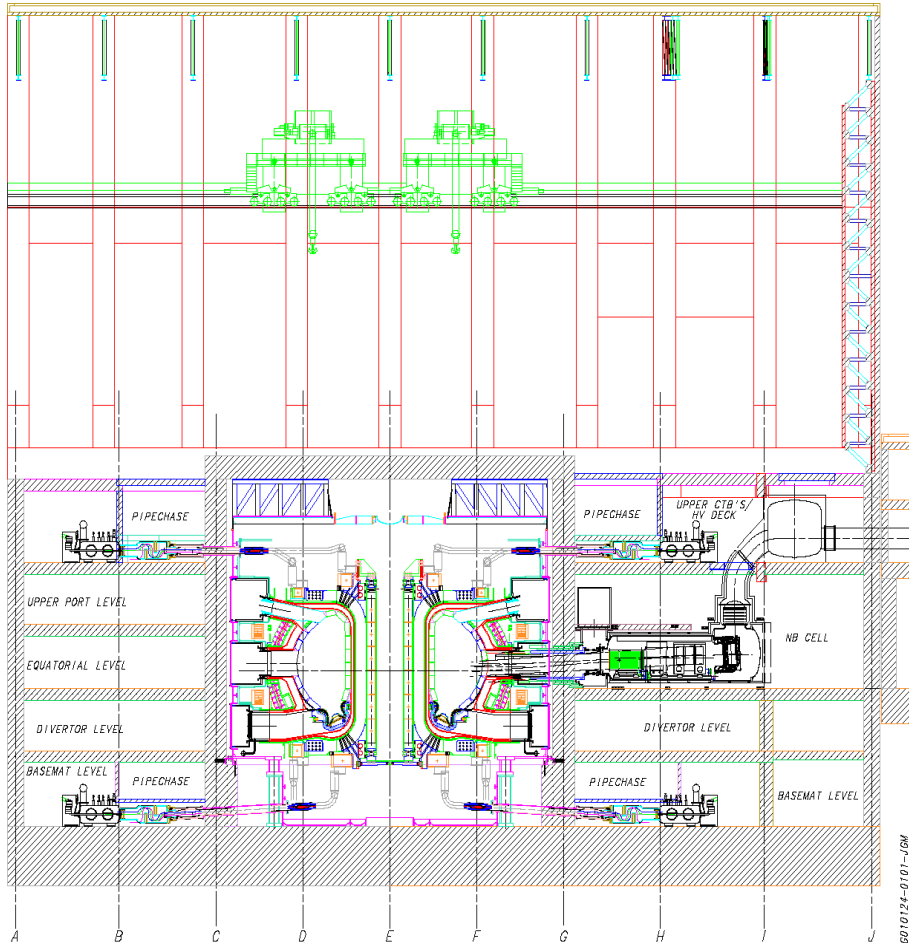 PIPECHASE
PIPECHASE
UPPER CTB'S/
HV DECK
UPPER PORT LEVEL
NB CELL
EQUATORIAL LEVEL
DIVERTOR LEVEL
DIVERTOR LEVEL
BASEMAT LEVEL
PIPECHASE
PIPECHASE
BASEMAT LEVEL
G010124-0101-JGM
A B C D E F G H I J